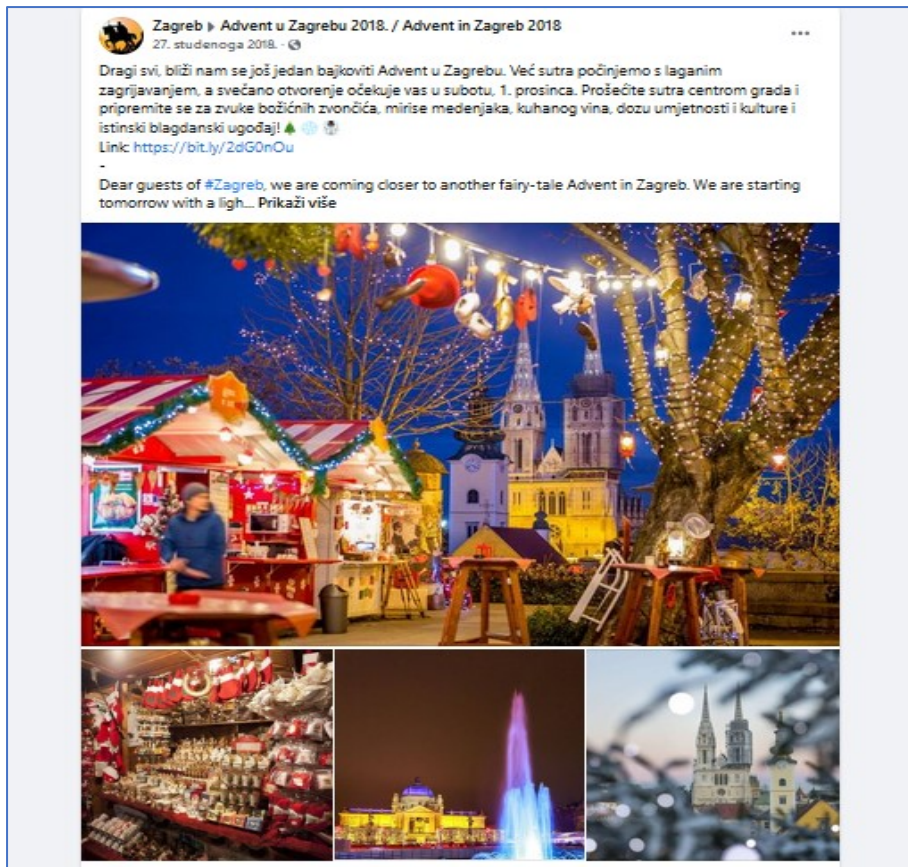 Zagreb ▸ Advent u Zagrebu 2018. / Advent in Zagreb 2018
27. studenoga 2018. ·
Dragi svi, bliži nam se još jedan bajkoviti Advent u Zagrebu. Već sutra počinjemo s laganim
zagrijavanjem, a svečano otvorenje očekuje vas u subotu, 1. prosinca. Prošećite sutra centrom grada i
pripremite se za zvuke božićnih zvončića, mirise medenjaka, kuhanog vina, dozu umjetnosti i kulture i
istinski blagdanski ugođaj!🌲❄️☃️
Link: https://bit.ly/2dG0nOu
-
Dear guests of #Zagreb, we are coming closer to another fairy-tale Advent in Zagreb. We are starting
tomorrow with a ligh... Prikaži više